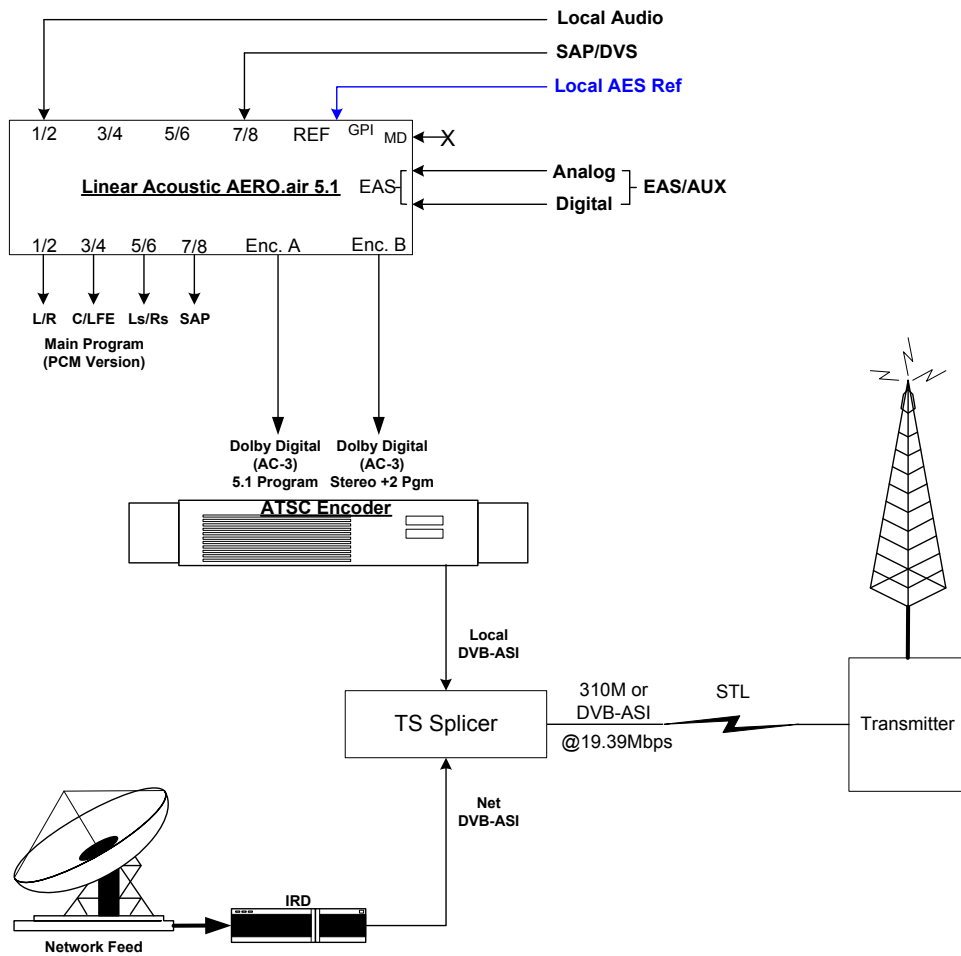 Local Audio
SAP/DVS
Local AES Ref
1/2 3/4 5/6 7/8 REF GPI MD X
Linear Acoustic AERO.air 5.1
EAS
Analog
Digital
EAS/AUX
1/2 3/4 5/6 7/8 Enc. A Enc. B
L/R C/LFE Ls/Rs SAP
Main Program
(PCM Version)
Dolby Digital
(AC-3)
5.1 Program
Dolby Digital
(AC-3)
Stereo +2 Pgm
ATSC Encoder
Local
DVB-ASI
TS Splicer
310M or
DVB-ASI
@19.39Mbps
STL
Transmitter
Net
DVB-ASI
IRD
Network Feed